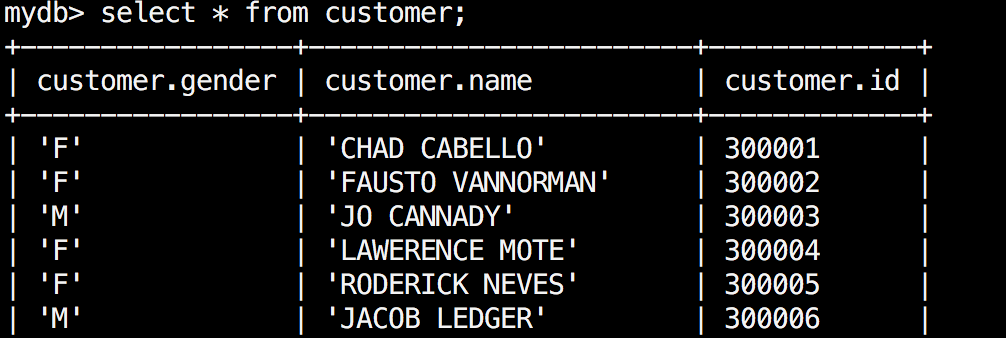 mydb> select * from customer;
+-----------------+------------------------+-------------+
| customer.gender | customer.name          | customer.id |
+-----------------+------------------------+-------------+
| 'F'             | 'CHAD CABELLO'         | 300001      |
| 'F'             | 'FAUSTO VANNORMAN'     | 300002      |
| 'M'             | 'JO CANNADY'           | 300003      |
| 'F'             | 'LAWERENCE MOTE'       | 300004      |
| 'F'             | 'RODERICK NEVES'       | 300005      |
| 'M'             | 'JACOB LEDGER'         | 300006      |